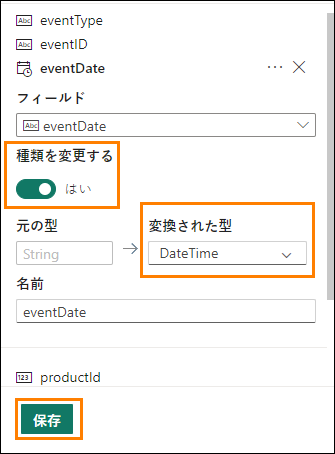 Abc eventType
Abc eventID
eventDate ··· ×
フィールド
Abc eventDate
種類を変更する
はい
元の型 変換された型
String → DateTime
名前
eventDate
123 productId
保存